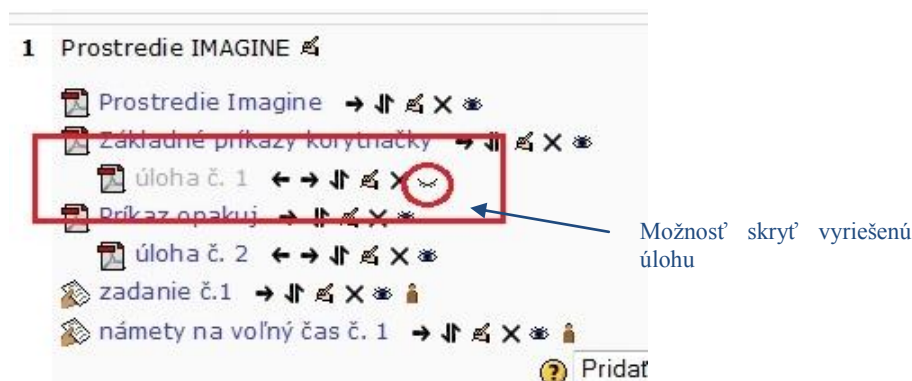 1 Prostredie IMAGINE
Prostredie Imagine
Základné príkazy korytnačky
úloha č. 1
Príkaz opakuj
úloha č. 2
zadanie č.1
námety na voľný čas č. 1
Pridať
Možnosť skryť vyriešenú
úlohu